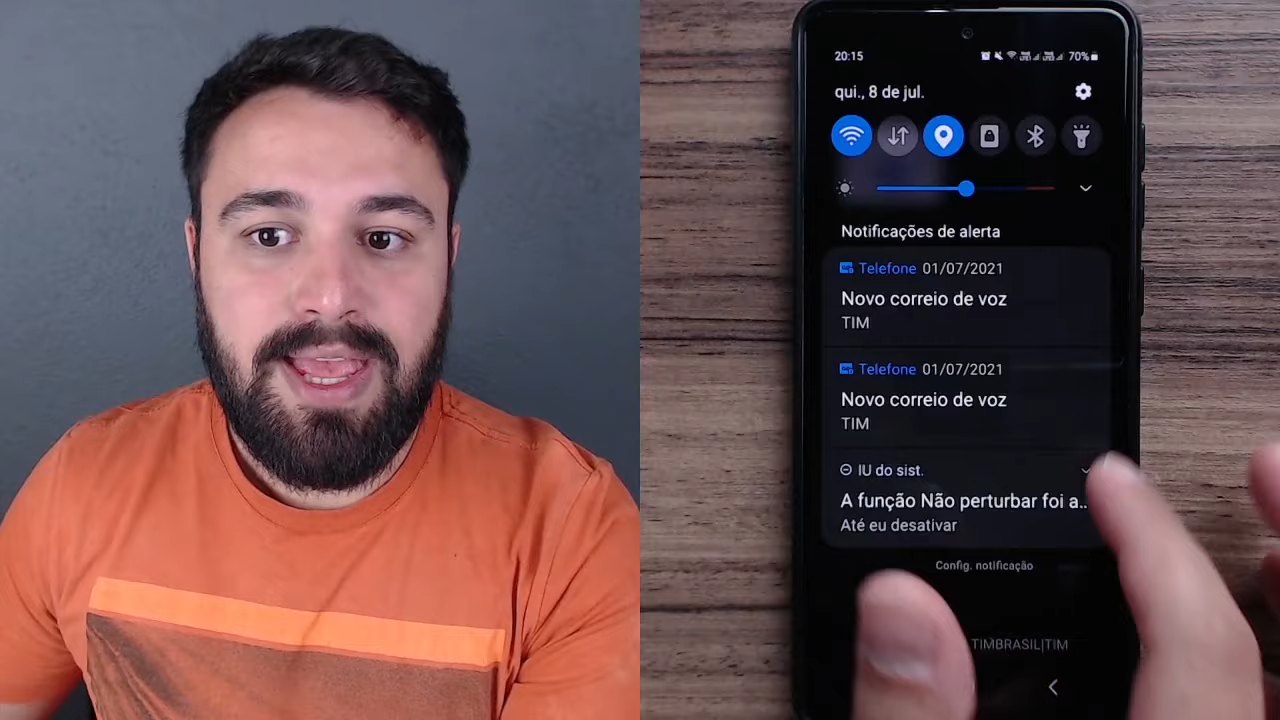 20:15
70%
qui., 8 de jul.
Notificações de alerta
Telefone 01/07/2021
Novo correio de voz
TIM
Telefone 01/07/2021
Novo correio de voz
TIM
IU do sist.
A função Não perturbar foi a..
Até eu desativar
Config. notificação
TIMBRASIL|TIM